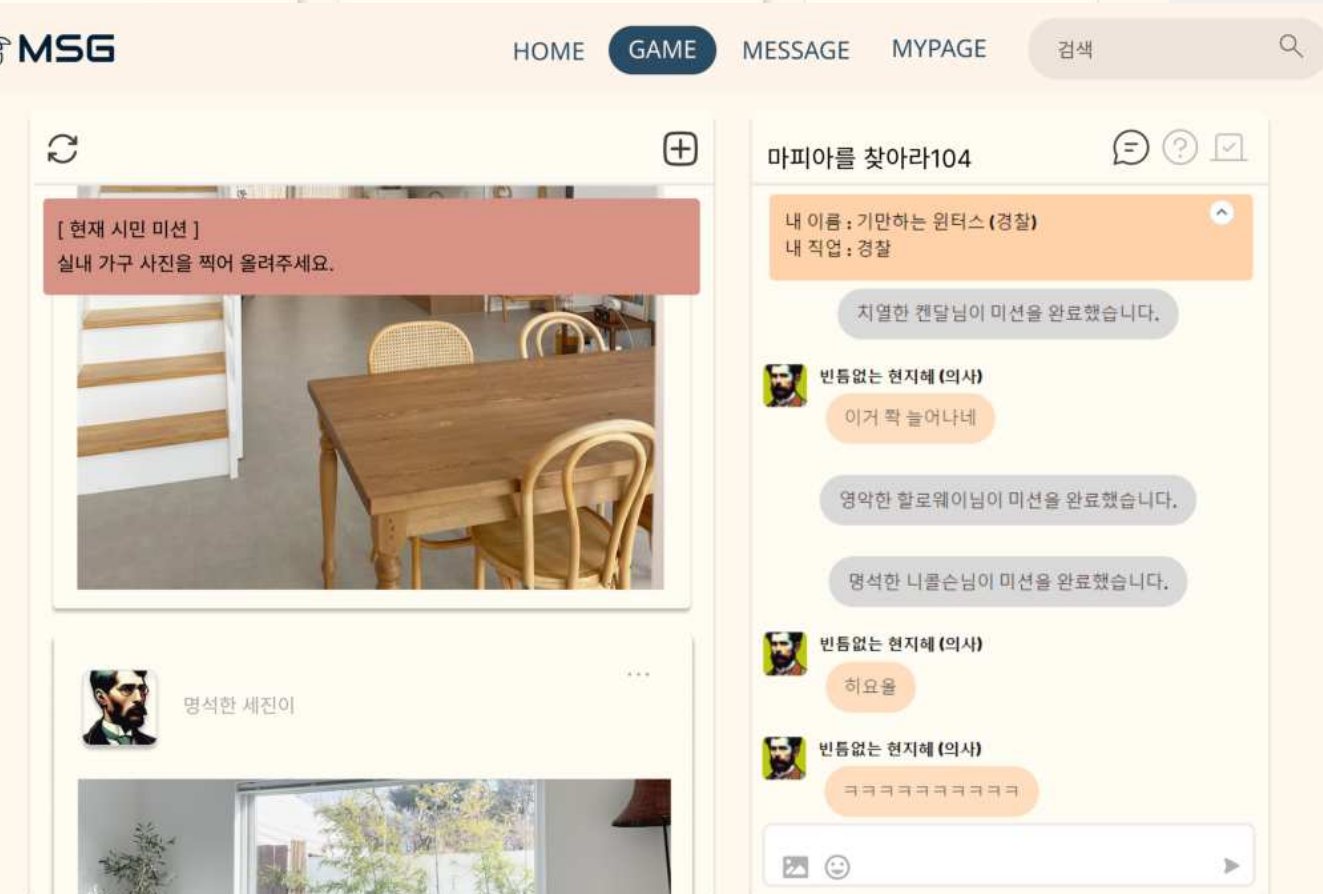 MSG
HOME
GAME
MESSAGE
MYPAGE
검색
[ 현재 시민 미션 ]
실내 가구 사진을 찍어 올려주세요.
명석한 세진이
마피아를 찾아라104
내 이름 : 기만하는 윈터스 (경찰)
내 직업 : 경찰
치열한 켄달님이 미션을 완료했습니다.
빈틈없는 현지혜 (의사)
이거 쫙 늘어나네
영악한 할로웨이님이 미션을 완료했습니다.
명석한 니콜슨님이 미션을 완료했습니다.
빈틈없는 현지혜 (의사)
히요올
빈틈없는 현지혜 (의사)
ㅋㅋㅋㅋㅋㅋㅋㅋㅋㅋ